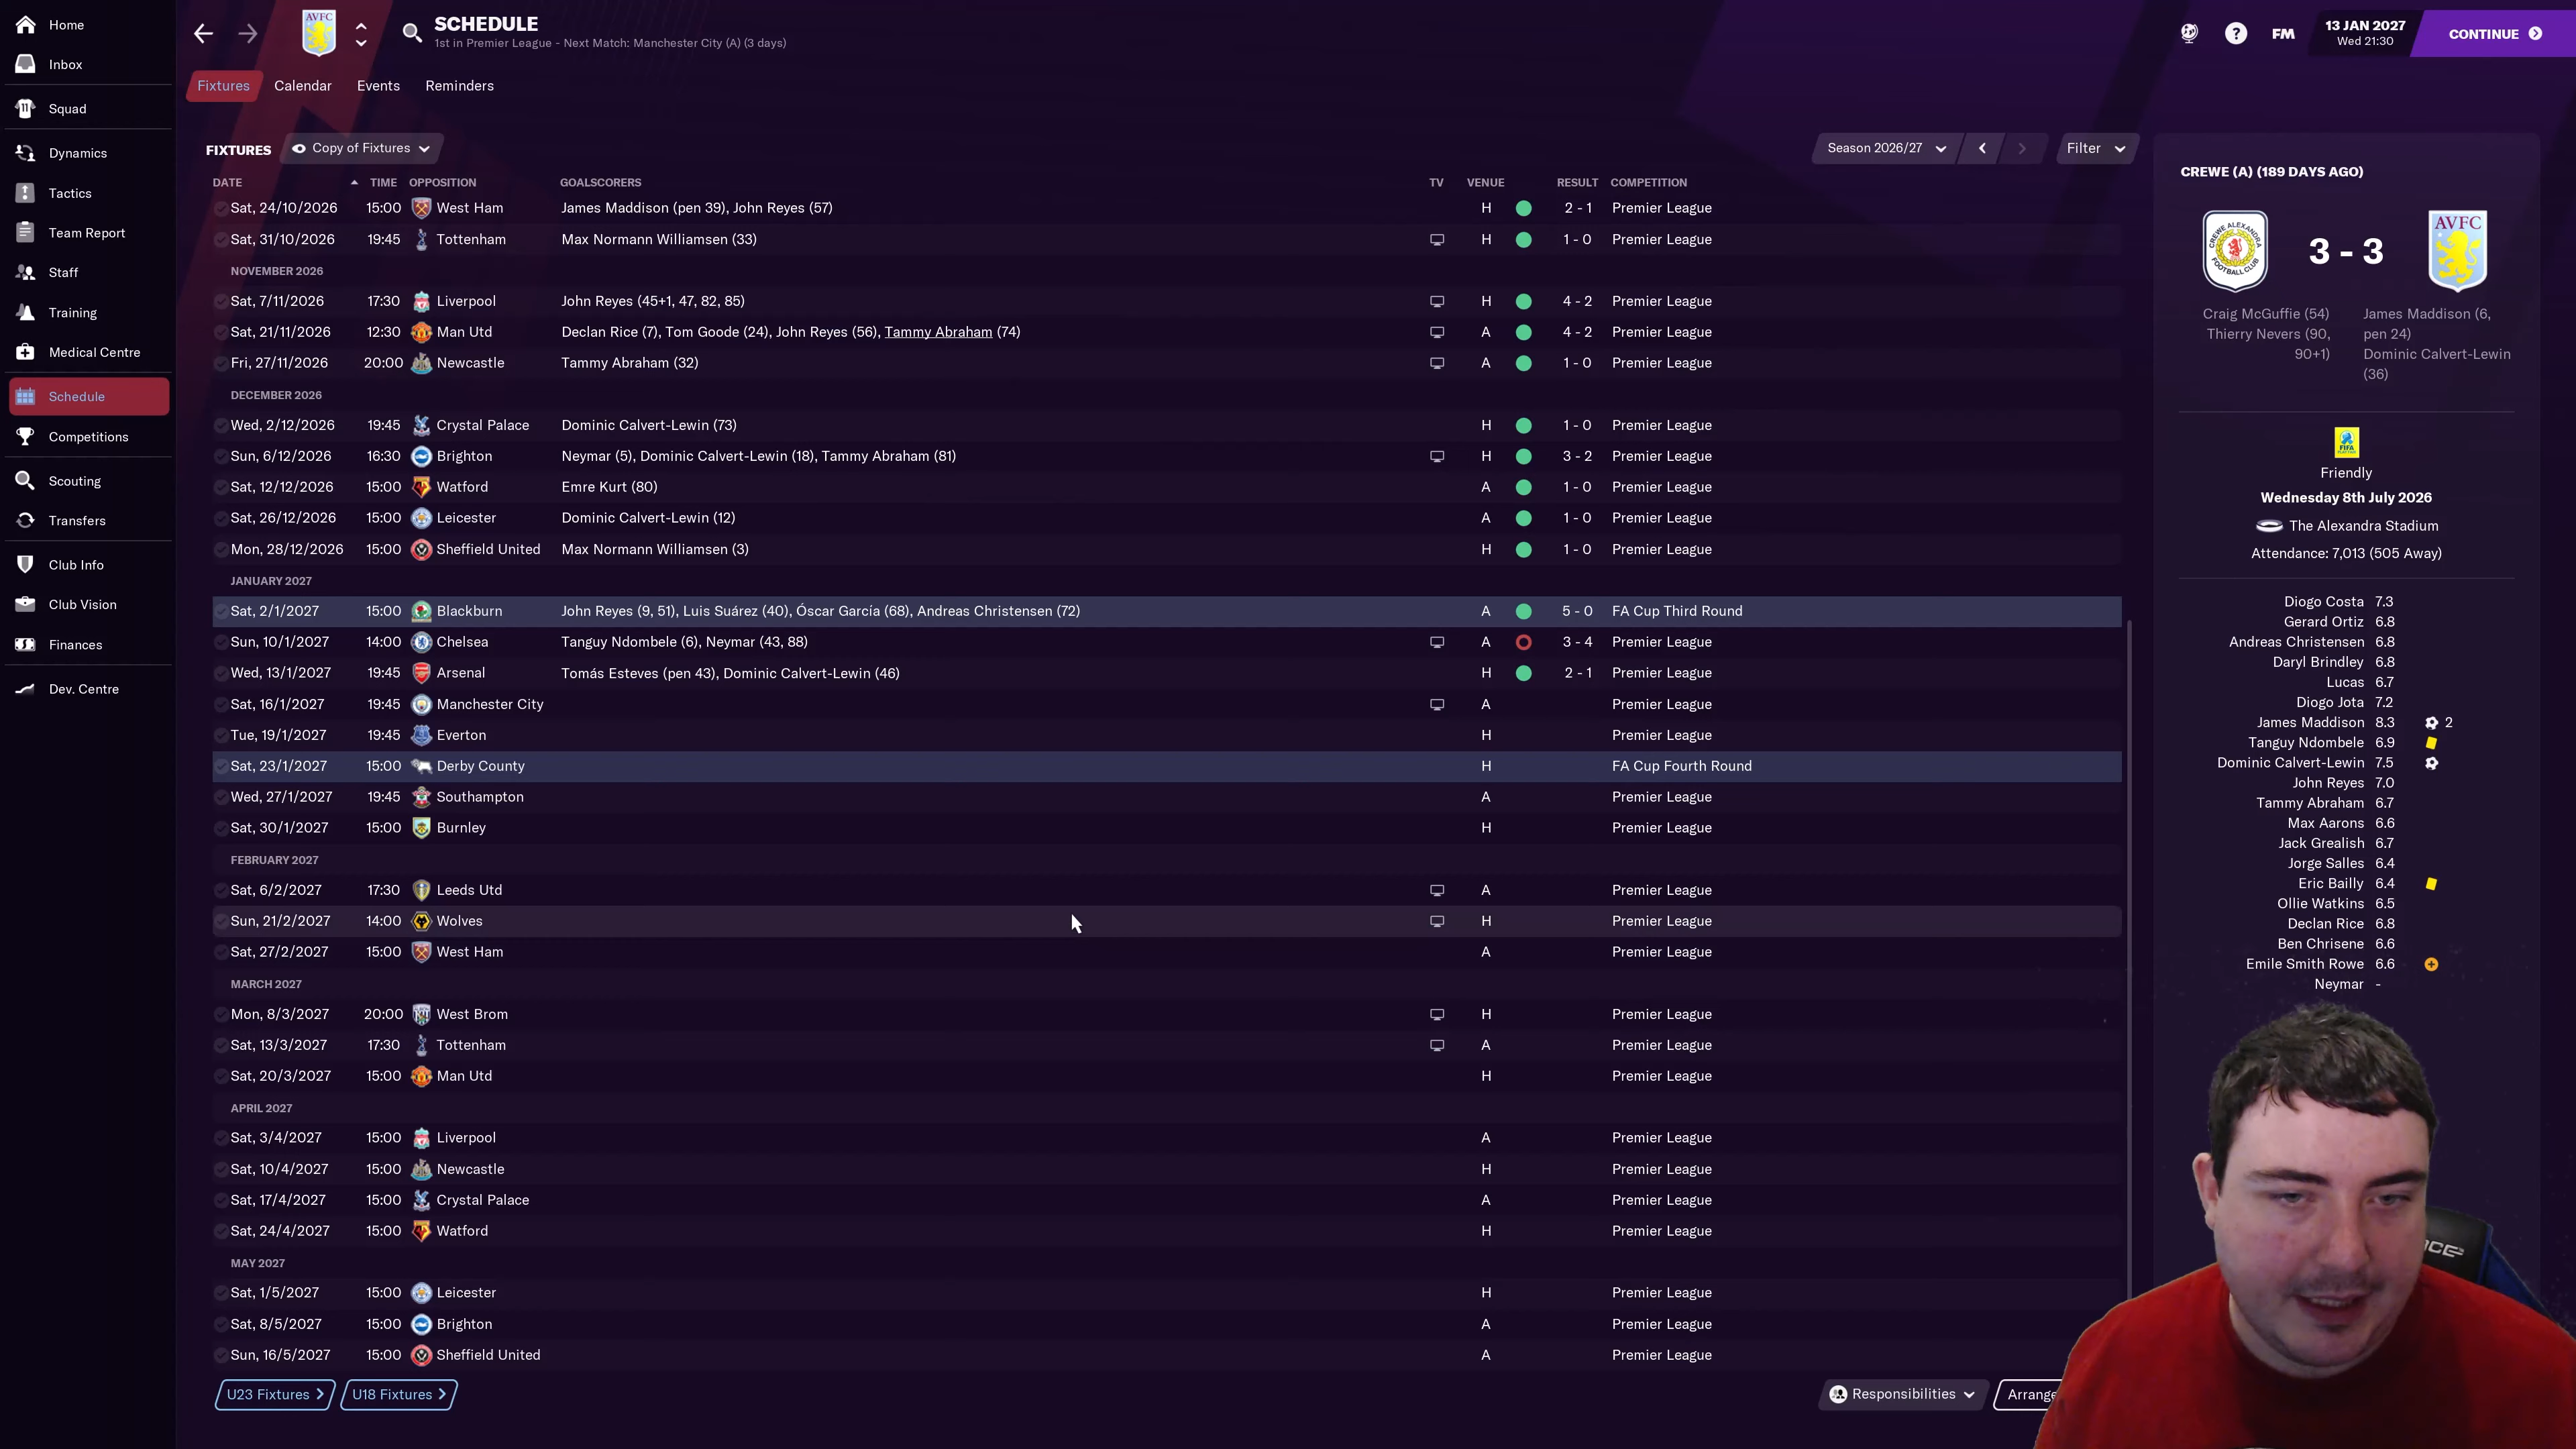 Home
Inbox
Squad
Dynamics
Tactics
Team Report
Staff
Training
Medical Centre
Schedule
Competitions
Scouting
Transfers
Club Info
Club Vision
Finances
Dev. Centre
AVFC
SCHEDULE
1st in Premier League - Next Match: Manchester City (A) (3 days)
FM
13 JAN 2027
Wed 21:30
CONTINUE
Fixtures Calendar Events Reminders
FIXTURES Copy of Fixtures Season 2026/27 Filter
DATE TIME OPPOSITION GOALSCORERS TV VENUE RESULT COMPETITION
Sat, 24/10/2026 15:00 West Ham James Maddison (pen 39), John Reyes (57) H 2 - 1 Premier League
Sat, 31/10/2026 19:45 Tottenham Max Normann Williamsen (33) H 1 - 0 Premier League
NOVEMBER 2026
Sat, 7/11/2026 17:30 Liverpool John Reyes (45+1, 47, 82, 85) H 4 - 2 Premier League
Sat, 21/11/2026 12:30 Man Utd Declan Rice (7), Tom Goode (24), John Reyes (56), Tammy Abraham (74) A 4 - 2 Premier League
Fri, 27/11/2026 20:00 Newcastle Tammy Abraham (32) A 1 - 0 Premier League
DECEMBER 2026
Wed, 2/12/2026 19:45 Crystal Palace Dominic Calvert-Lewin (73) H 1 - 0 Premier League
Sun, 6/12/2026 16:30 Brighton Neymar (5), Dominic Calvert-Lewin (18), Tammy Abraham (81) H 3 - 2 Premier League
Sat, 12/12/2026 15:00 Watford Emre Kurt (80) A 1 - 0 Premier League
Sat, 26/12/2026 15:00 Leicester Dominic Calvert-Lewin (12) A 1 - 0 Premier League
Mon, 28/12/2026 15:00 Sheffield United Max Normann Williamsen (3) H 1 - 0 Premier League
JANUARY 2027
Sat, 2/1/2027 15:00 Blackburn John Reyes (9, 51), Luis Suárez (40), Óscar García (68), Andreas Christensen (72) A 5 - 0 FA Cup Third Round
Sun, 10/1/2027 14:00 Chelsea Tanguy Ndombele (6), Neymar (43, 88) A 3 - 4 Premier League
Wed, 13/1/2027 19:45 Arsenal Tomás Esteves (pen 43), Dominic Calvert-Lewin (46) H 2 - 1 Premier League
Sat, 16/1/2027 19:45 Manchester City A Premier League
Tue, 19/1/2027 19:45 Everton H Premier League
Sat, 23/1/2027 15:00 Derby County H FA Cup Fourth Round
Wed, 27/1/2027 19:45 Southampton A Premier League
Sat, 30/1/2027 15:00 Burnley H Premier League
FEBRUARY 2027
Sat, 6/2/2027 17:30 Leeds Utd A Premier League
Sun, 21/2/2027 14:00 Wolves H Premier League
Sat, 27/2/2027 15:00 West Ham A Premier League
MARCH 2027
Mon, 8/3/2027 20:00 West Brom H Premier League
Sat, 13/3/2027 17:30 Tottenham A Premier League
Sat, 20/3/2027 15:00 Man Utd H Premier League
APRIL 2027
Sat, 3/4/2027 15:00 Liverpool A Premier League
Sat, 10/4/2027 15:00 Newcastle H Premier League
Sat, 17/4/2027 15:00 Crystal Palace A Premier League
Sat, 24/4/2027 15:00 Watford H Premier League
MAY 2027
Sat, 1/5/2027 15:00 Leicester H Premier League
Sat, 8/5/2027 15:00 Brighton A Premier League
Sun, 16/5/2027 15:00 Sheffield United A Premier League
U23 Fixtures U18 Fixtures Responsibilities Arrange
CREWE (A) (189 DAYS AGO)
CREWE ALEXANDRA FOOTBALL CLUB
3 - 3
AVFC
Craig McGuffie (54)
Thierry Nevers (90,
90+1)
James Maddison (6,
pen 24)
Dominic Calvert-Lewin
(36)
FIFA
Friendly
Wednesday 8th July 2026
The Alexandra Stadium
Attendance: 7,013 (505 Away)
Diogo Costa 7.3
Gerard Ortiz 6.8
Andreas Christensen 6.8
Daryl Brindley 6.8
Lucas 6.7
Diogo Jota 7.2
James Maddison 8.3 2
Tanguy Ndombele 6.9
Dominic Calvert-Lewin 7.5
John Reyes 7.0
Tammy Abraham 6.7
Max Aarons 6.6
Jack Grealish 6.7
Jorge Salles 6.4
Eric Bailly 6.4
Ollie Watkins 6.5
Declan Rice 6.8
Ben Chrisene 6.6
Emile Smith Rowe 6.6
Neymar -